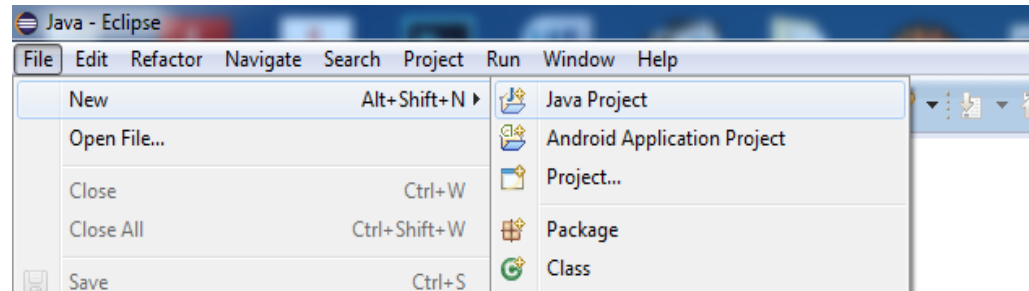 Java - Eclipse
File Edit Refactor Navigate Search Project Run Window Help
New Alt+Shift+N
Open File...
Close Ctrl+W
Close All Ctrl+Shift+W
Save Ctrl+S
Java Project
Android Application Project
Project...
Package
Class